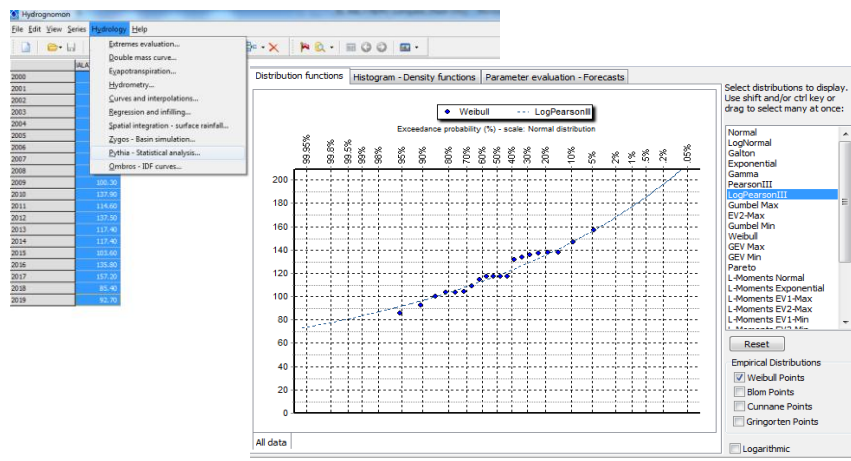 Hydrognomon
File Edit View Series Hydrology Help
Extremes evaluation...
Double mass curve...
Evapotranspiration...
Hydrometry...
Curves and interpolations...
Regression and infilling...
Spatial integration - surface rainfall...
Zygos - Basin simulation...
Pythia - Statistical analysis...
Ombros - IDF curves...
2000
2001
2002
2003
2004
2005
2006
2007
2008
2009 100.30
2010 137.90
2011 114.60
2012 137.50
2013 117.40
2014 117.40
2015 103.60
2016 135.80
2017 157.20
2018 85.40
2019 92.70
Distribution functions Histogram - Density functions Parameter evaluation - Forecasts
Weibull LogPearsonIII
Exceedance probability (%) - scale: Normal distribution
99.95% 99.8% 99.5% 99% 98% 95% 90% 80% 70% 60% 50% 40% 30% 20% 10% 5% 2% 1% .5% .2% .05%
200
180
160
140
120
100
80
60
40
20
0
All data
Select distributions to display.
Use shift and/or ctrl key or
drag to select many at once:
Normal
LogNormal
Galton
Exponential
Gamma
PearsonIII
LogPearsonIII
Gumbel Max
EV2-Max
Gumbel Min
Weibull
GEV Max
GEV Min
Pareto
L-Moments Normal
L-Moments Exponential
L-Moments EV1-Max
L-Moments EV2-Max
L-Moments EV1-Min
Reset
Empirical Distributions
Weibull Points
Blom Points
Cunnane Points
Gringorten Points
Logarithmic